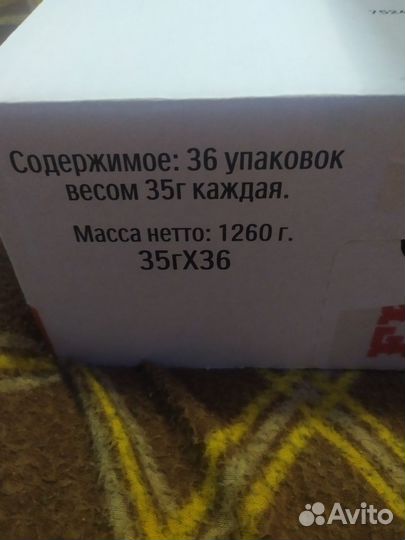 Содержимое: 36 упаковок
весом 35г каждая.
Масса нетто: 1260 г.
35гX36
Avito